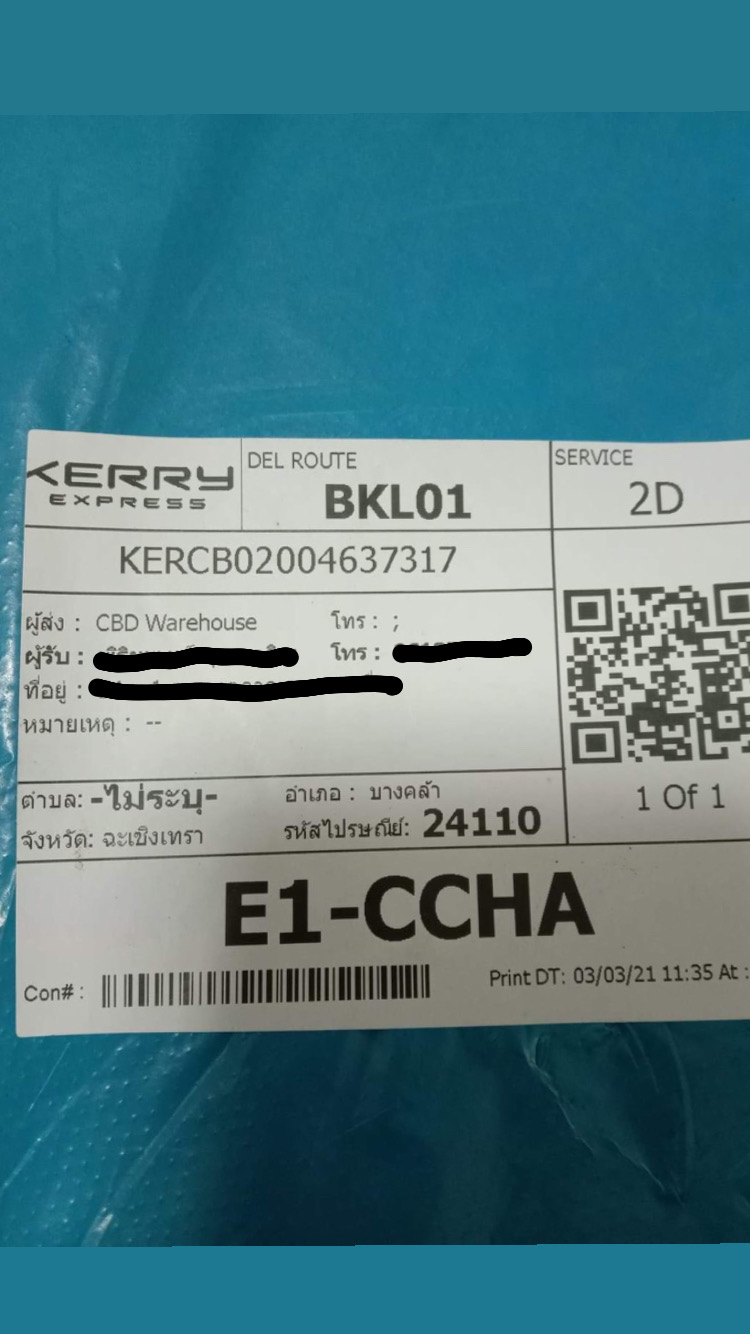 KERRY
EXPRESS
DEL ROUTE
BKL01
SERVICE
2D
KERCB02004637317
ผู้ส่ง : CBD Warehouse โทร : ;
ผู้รับ : โทร :
ที่อยู่ :
หมายเหตุ : --
1 Of 1
ตำบล: -ไม่ระบุ- อำเภอ : บางคล้า
จังหวัด: ฉะเชิงเทรา รหัสไปรษณีย์: 24110
E1-CCHA
Con# : Print DT: 03/03/21 11:35 At :